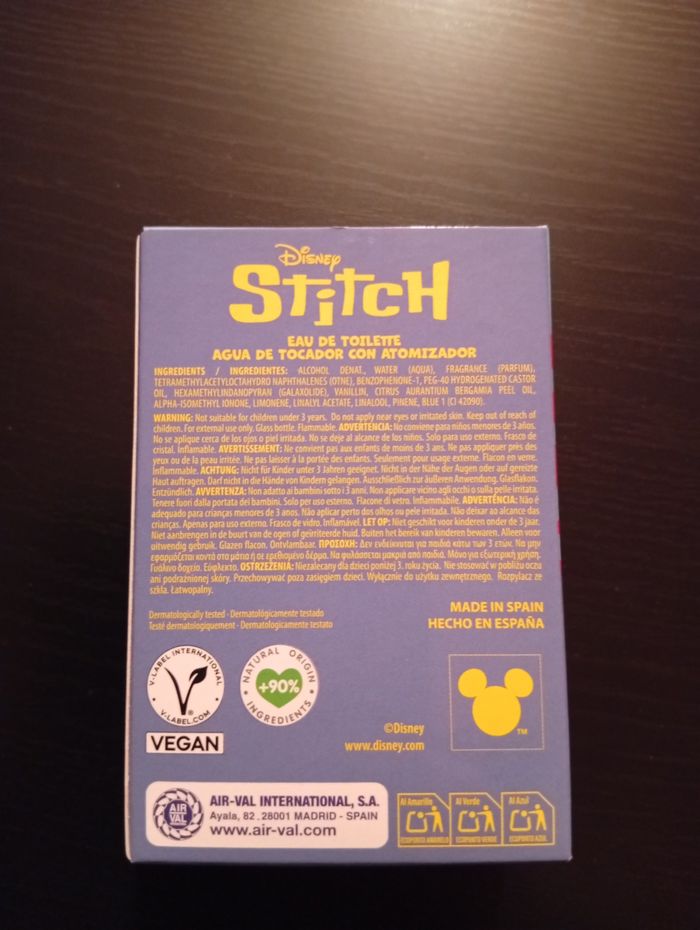 Disney
Stitch
EAU DE TOILETTE
AGUA DE TOCADOR CON ATOMIZADOR
INGREDIENTS / INGREDIENTES: ALCOHOL DENAT., WATER (AQUA), FRAGRANCE (PARFUM),
TETRAMETHYLACETYLOCTAHYDRO NAPHTHALENES (OTNE), BENZOPHENONE-1, PEG-40 HYDROGENATED CASTOR
OIL, HEXAMETHYLINDANOPYRAN (GALAXOLIDE), VANILLIN, CITRUS AURANTIUM BERGAMIA PEEL OIL,
ALPHA-ISOMETHYL IONONE, LIMONENE, LINALYL ACETATE, LINALOOL, PINENE, BLUE 1 (CI 42090).
WARNING: Not suitable for children under 3 years. Do not apply near eyes or irritated skin. Keep out of reach of
children. For external use only. Glass bottle. Flammable. ADVERTENCIA: No conviene para niños menores de 3 años.
No se aplique cerca de los ojos o piel irritada. No se deje al alcance de los niños. Solo para uso externo. Frasco de
cristal. Inflamable. AVERTISSEMENT: Ne convient pas aux enfants de moins de 3 ans. Ne pas appliquer près des
yeux ou de la peau irritée. Ne pas laisser à la portée des enfants. Seulement pour usage externe. Flacon en verre.
Inflammable. ACHTUNG: Nicht für Kinder unter 3 Jahren geeignet. Nicht in der Nähe der Augen oder auf gereizte
Haut auftragen. Darf nicht in die Hände von Kindern gelangen. Ausschließlich zur äußeren Anwendung. Glasflakon.
Entzündlich. AVVERTENZA: Non adatto ai bambini sotto i 3 anni. Non applicare vicino agli occhi o sulla pelle irritata.
Tenere fuori dalla portata dei bambini. Solo per uso esterno. Flacone di vetro. Infiammabile. ADVERTÊNCIA: Não é
adequado para crianças menores de 3 anos. Não aplicar perto dos olhos ou pele irritada. Não deixar ao alcance das
crianças. Apenas para uso externo. Frasco de vidro. Inflamável. LET OP: Niet geschikt voor kinderen onder de 3 jaar.
Niet aanbrengen in de buurt van de ogen of geïrriteerde huid. Buiten het bereik van kinderen bewaren. Alleen voor
uitwendig gebruik. Glazen flacon. Ontvlambaar. ΠΡΟΣΟΧΗ: Δεν ενδείκνυται για παιδιά κάτω των 3 ετών. Να μην
εφαρμόζεται κοντά στα μάτια ή σε ερεθισμένο δέρμα. Να φυλάσσεται μακριά από παιδιά. Μόνο για εξωτερική χρήση.
Γυάλινο δοχείο. Εύφλεκτο. OSTRZEŻENIA: Niezalecany dla dzieci poniżej 3. roku życia. Nie stosować w pobliżu oczu
ani podrażnionej skóry. Przechowywać poza zasięgiem dzieci. Wyłącznie do użytku zewnętrznego. Rozpylacz ze
szkła. Łatwopalny.
Dermatologically tested - Dermatológicamente testado
Testé dermatologiquement - Dermatologicamente testato
MADE IN SPAIN
HECHO EN ESPAÑA
V-LABEL INTERNATIONAL
V-LABEL.COM
VEGAN
NATURAL ORIGIN
+90%
INGREDIENTS
TM
©Disney
www.disney.com
AIR VAL
AIR-VAL INTERNATIONAL, S.A.
Ayala, 82. 28001 MADRID - SPAIN
www.air-val.com
Al Amarillo
ECOPUNTO AMARILLO
Al Verde
ECOPUNTO VERDE
Al Azul
ECOPUNTO AZUL